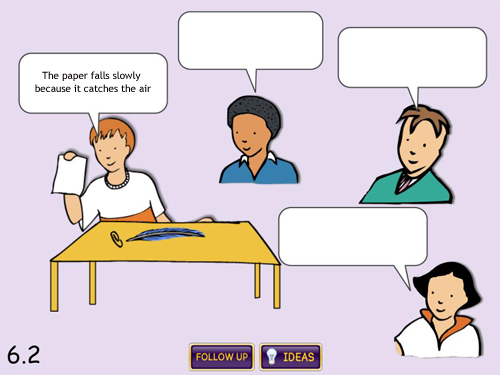 The paper falls slowly
because it catches the air
6.2
FOLLOW UP
IDEAS